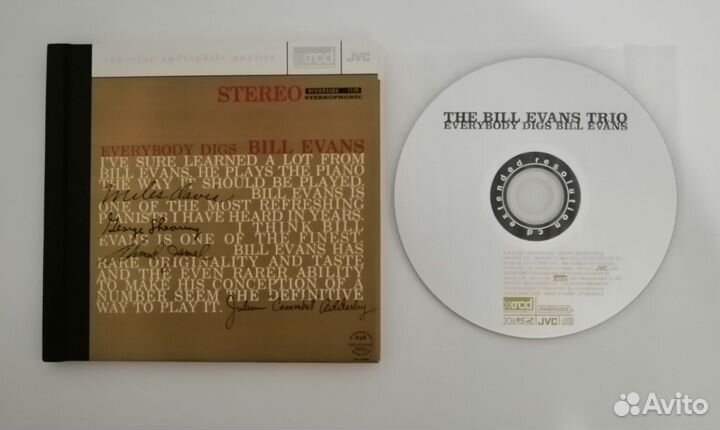 superior audiophile quality
xrcd
JVC
STEREO
RIVERSIDE 1129
STEREOPHONIC
EVERYBODY DIGS BILL EVANS
I'VE SURE LEARNED A LOT FROM
BILL EVANS. HE PLAYS THE PIANO
THE WAY IT SHOULD BE PLAYED
Miles Davis BILL EVANS IS
ONE OF THE MOST REFRESHING
PIANISTS I HAVE HEARD IN YEARS.
George Shearing I THINK BILL
EVANS IS ONE OF THE FINEST.
Ahmad Jamal BILL EVANS HAS
RARE ORIGINALITY AND TASTE
AND THE EVEN RARER ABILITY
TO MAKE HIS CONCEPTION OF A
NUMBER SEEM THE DEFINITIVE
WAY TO PLAY IT. Julian Cannonball Adderley
THE BILL EVANS TRIO
EVERYBODY DIGS BILL EVANS
extended resolution cd
JVC
xrcd
RIVERSIDE
20bit K2
JVC
Avito